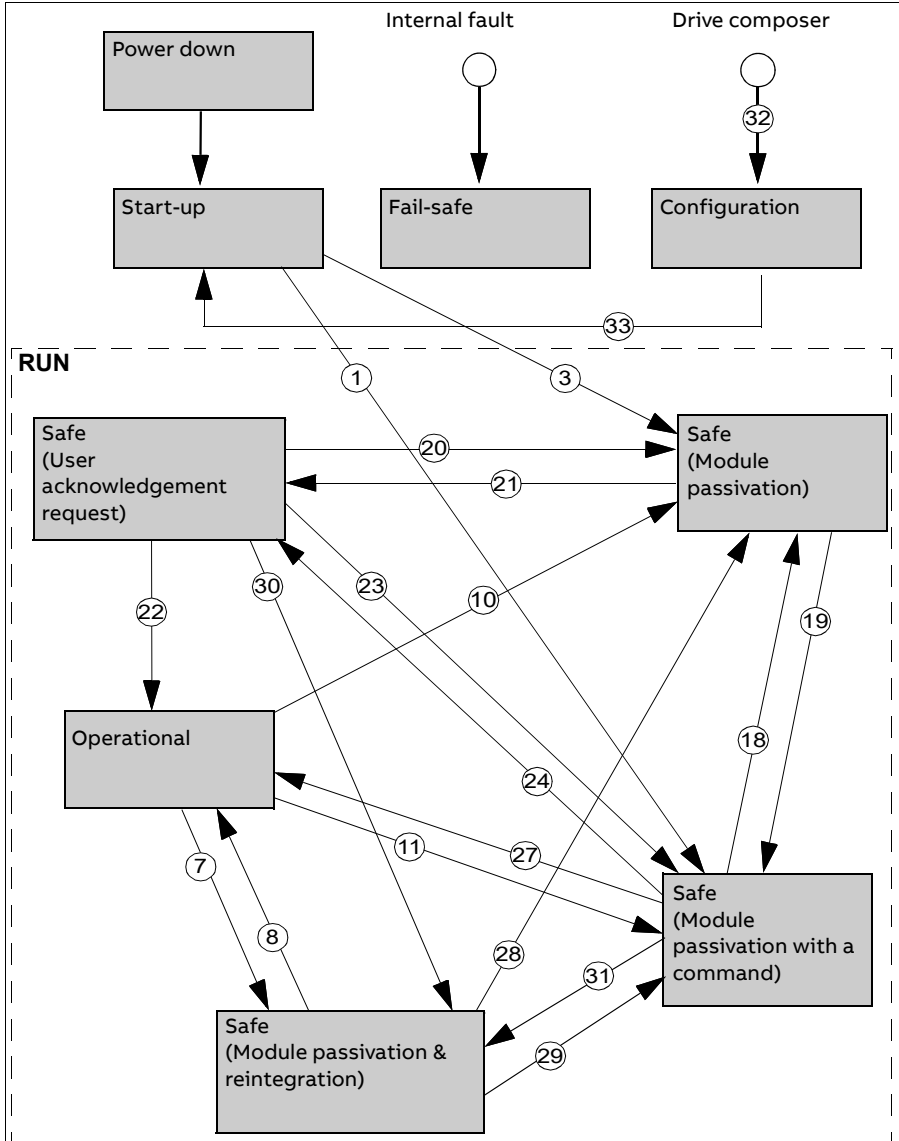 Internal fault
Drive composer
Power down
32
Start-up
Fail-safe
Configuration
33
RUN
1
3
Safe
(User
acknowledgement
request)
20
21
Safe
(Module
passivation)
30
23
10
22
19
Operational
18
24
11
27
7
8
28
31
29
Safe
(Module
passivation with a
command)
Safe
(Module passivation &
reintegration)